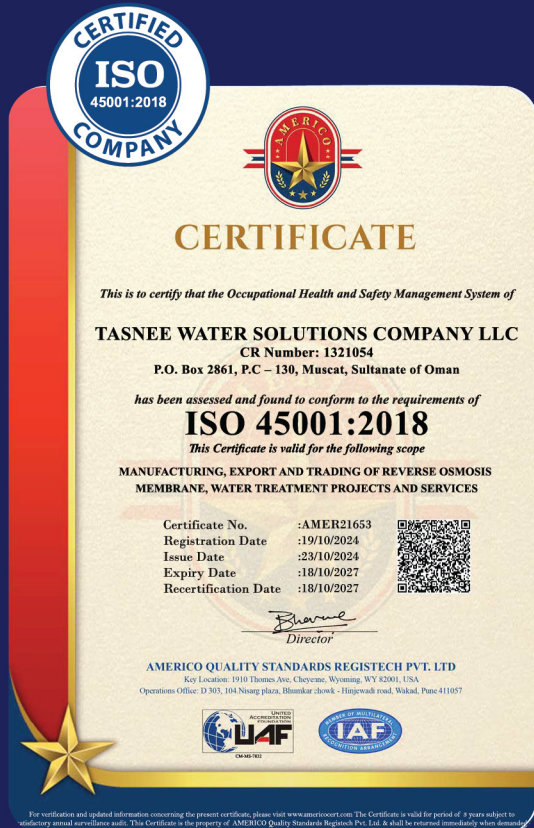 CERTIFIED
ISO
45001:2018
COMPANY
AMERICO
CERTIFICATE
This is to certify that the Occupational Health and Safety Management System of
TASNEE WATER SOLUTIONS COMPANY LLC
CR Number: 1321054
P.O. Box 2861, P.C – 130, Muscat, Sultanate of Oman
has been assessed and found to conform to the requirements of
ISO 45001:2018
This Certificate is valid for the following scope
MANUFACTURING, EXPORT AND TRADING OF REVERSE OSMOSIS
MEMBRANE, WATER TREATMENT PROJECTS AND SERVICES
Certificate No. :AMER21653
Registration Date :19/10/2024
Issue Date :23/10/2024
Expiry Date :18/10/2027
Recertification Date :18/10/2027
Director
AMERICO QUALITY STANDARDS REGISTECH PVT. LTD
Key Location: 1910 Thomes Ave, Cheyenne, Wyoming, WY 82001, USA
Operations Office: D 303, 104 Nisarg plaza, Bhumkar chowk - Hinjewadi road, Wakad, Pune 411057
UNITED
ACCREDITATION
FOUNDATION
UAF
CM-MS-7832
MEMBER OF MULTILATERAL
IAF
RECOGNITION ARRANGEMENT
For verification and updated information concerning the present certificate, please visit www.americocert.com The Certificate is valid for period of 3 years subject to
satisfactory annual surveillance audit. This Certificate is the property of AMERICO Quality Standards Registech Pvt. Ltd. & shall be returned immediately when demanded